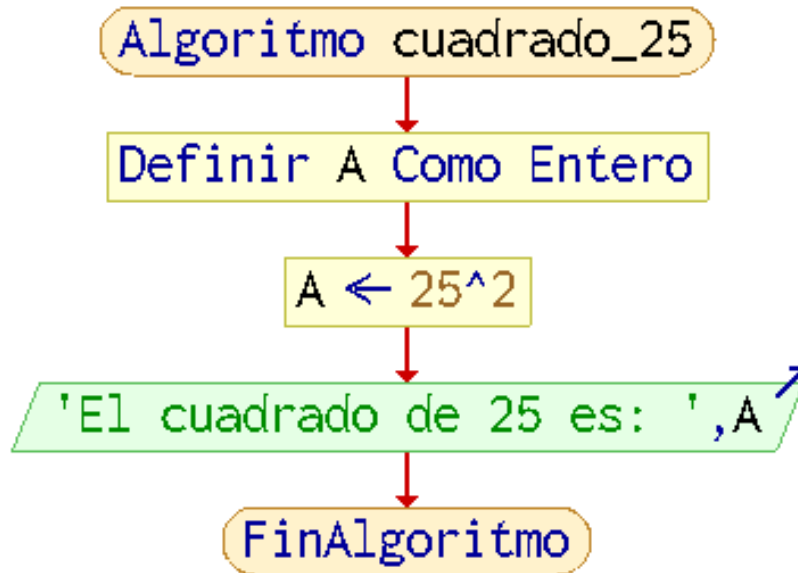 Algoritmo cuadrado_25
Definir A Como Entero
A ← 25^2
'El cuadrado de 25 es: ',A
FinAlgoritmo